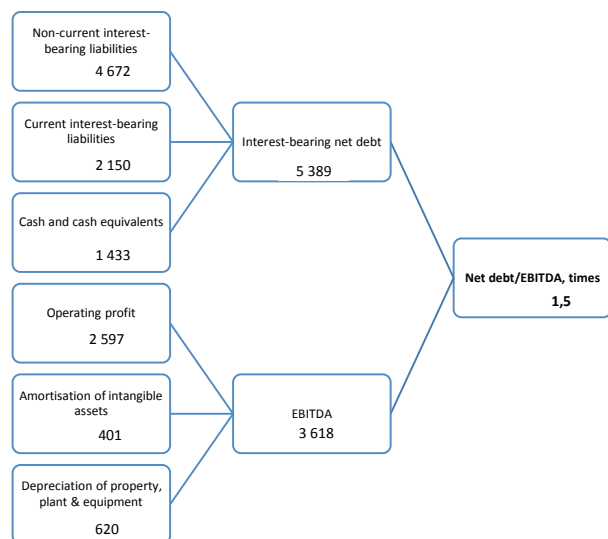 Non-current interest-
bearing liabilities
4 672
Current interest-bearing
liabilities
2 150
Cash and cash equivalents
1 433
Operating profit
2 597
Amortisation of intangible
assets
401
Depreciation of property,
plant & equipment
620
Interest-bearing net debt
5 389
EBITDA
3 618
Net debt/EBITDA, times
1,5